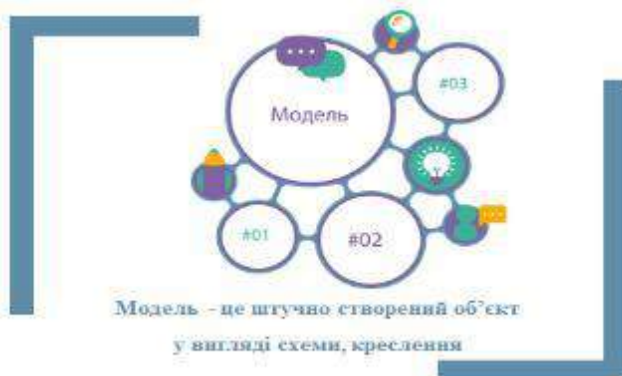 #03
Модель
#01
#02
Модель - це штучно створений об’єкт
у вигляді схеми, креслення